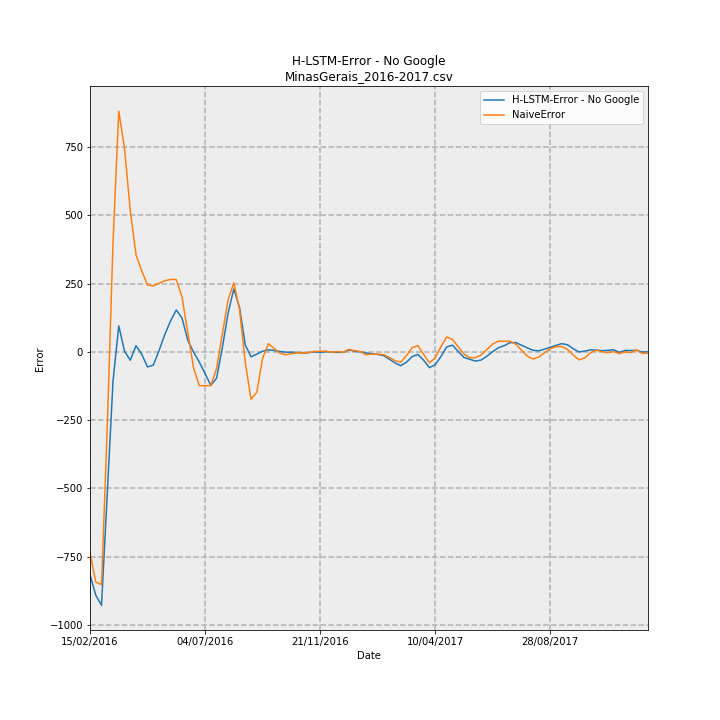 H-LSTM-Error - No Google
MinasGerais_2016-2017.csv
H-LSTM-Error - No Google
NaiveError
750
500
250
0
−250
−500
−750
−1000
Error
15/02/2016
04/07/2016
21/11/2016
10/04/2017
28/08/2017
Date